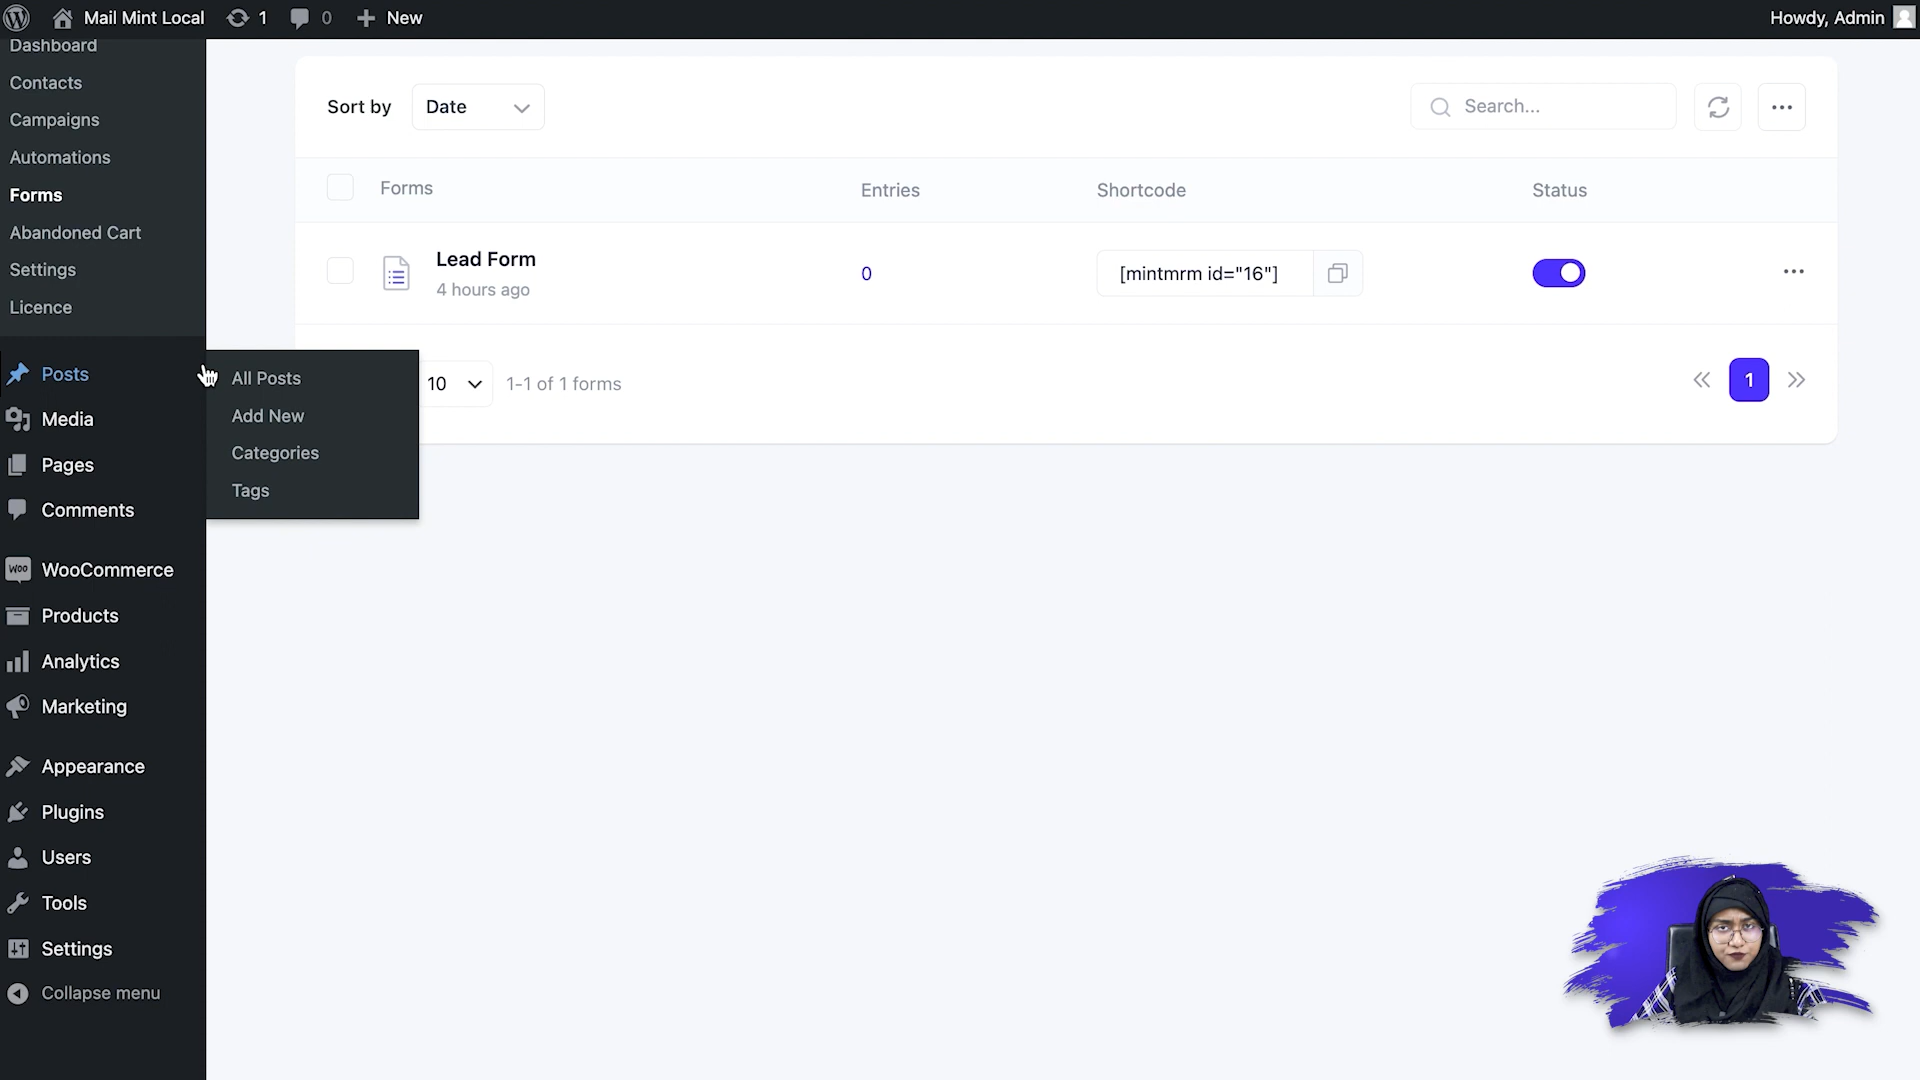 Mail Mint Local 1 0 New Howdy, Admin
Dashboard
Contacts
Campaigns
Automations
Forms
Abandoned Cart
Settings
Licence
Posts
Media
Pages
Comments
Woo WooCommerce
Products
Analytics
Marketing
Appearance
Plugins
Users
Tools
Settings
Collapse menu
All Posts
Add New
Categories
Tags
Sort by Date Search...
Forms Entries Shortcode Status
Lead Form
4 hours ago
0
[mintmrm id="16"]
10 1-1 of 1 forms
1